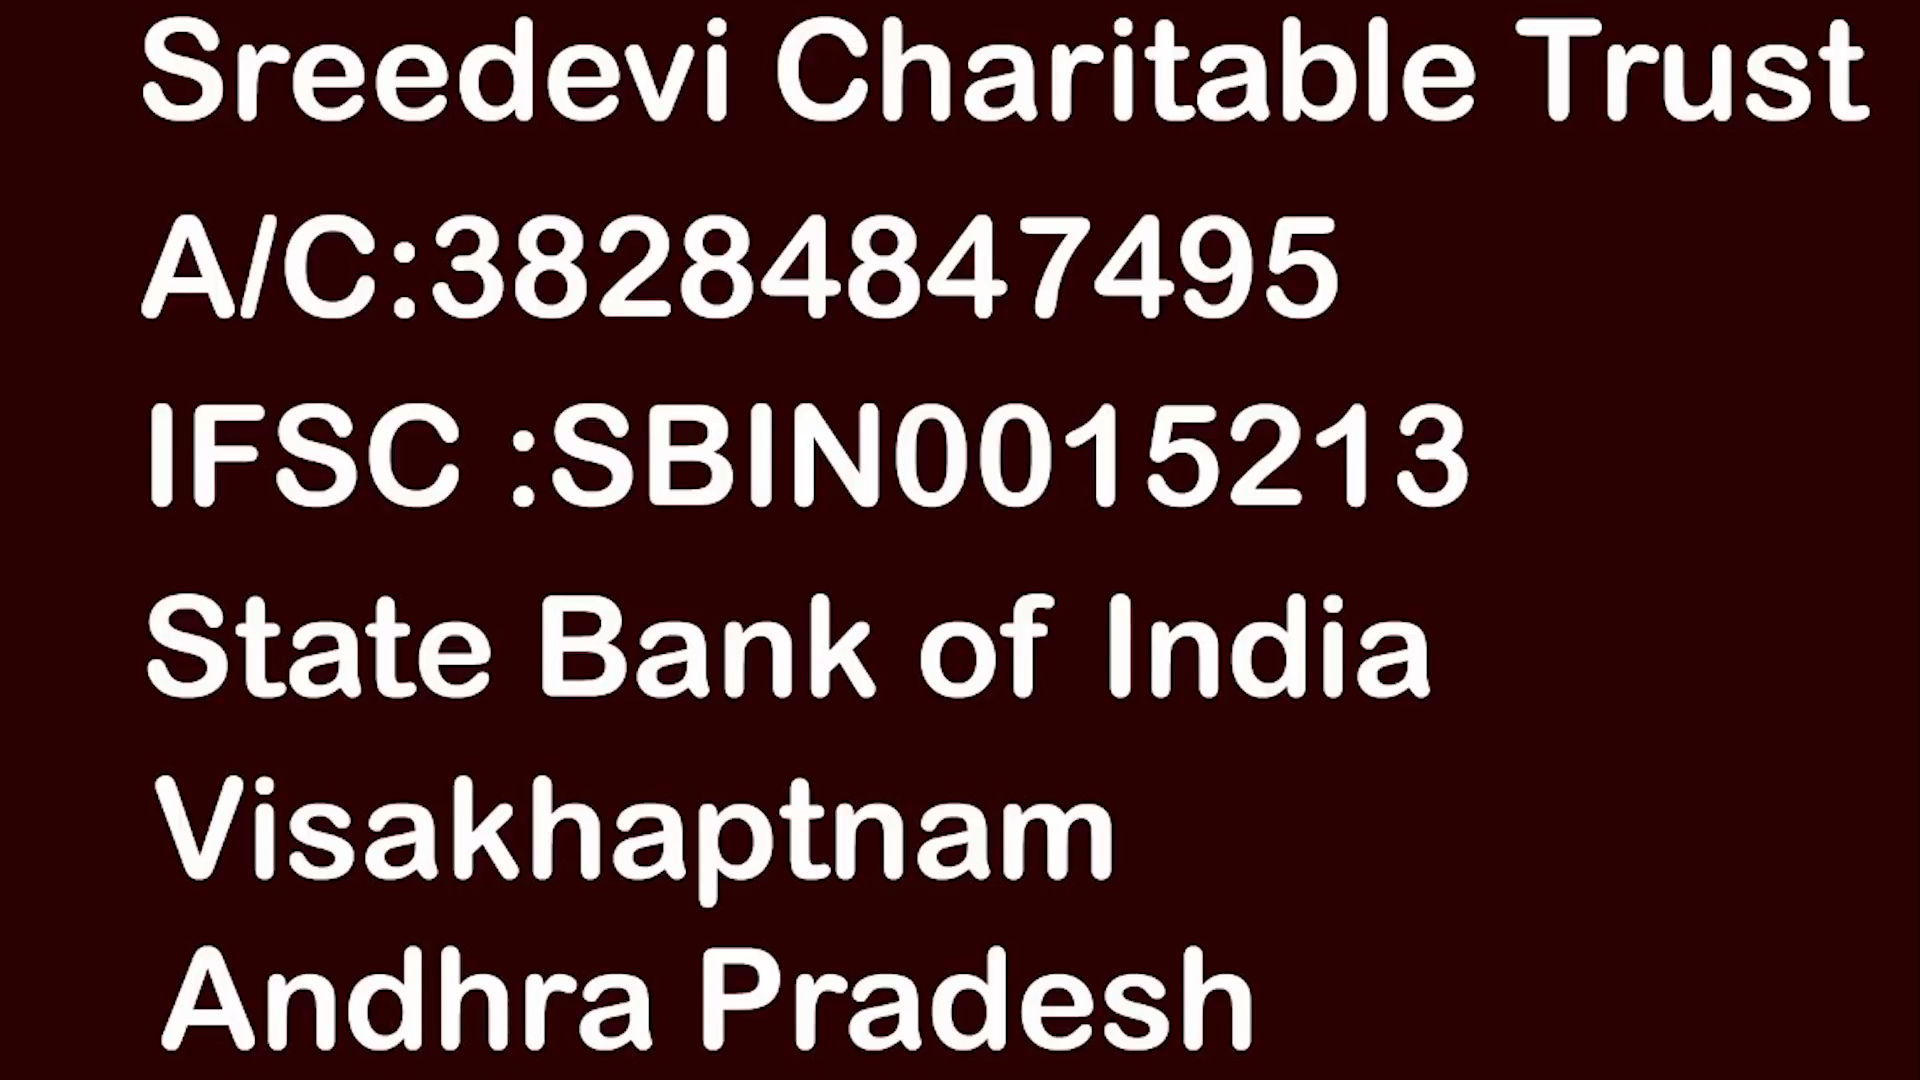 Sreedevi Charitable Trust
A/C:38284847495
IFSC :SBIN0015213
State Bank of India
Visakhaptnam
Andhra Pradesh